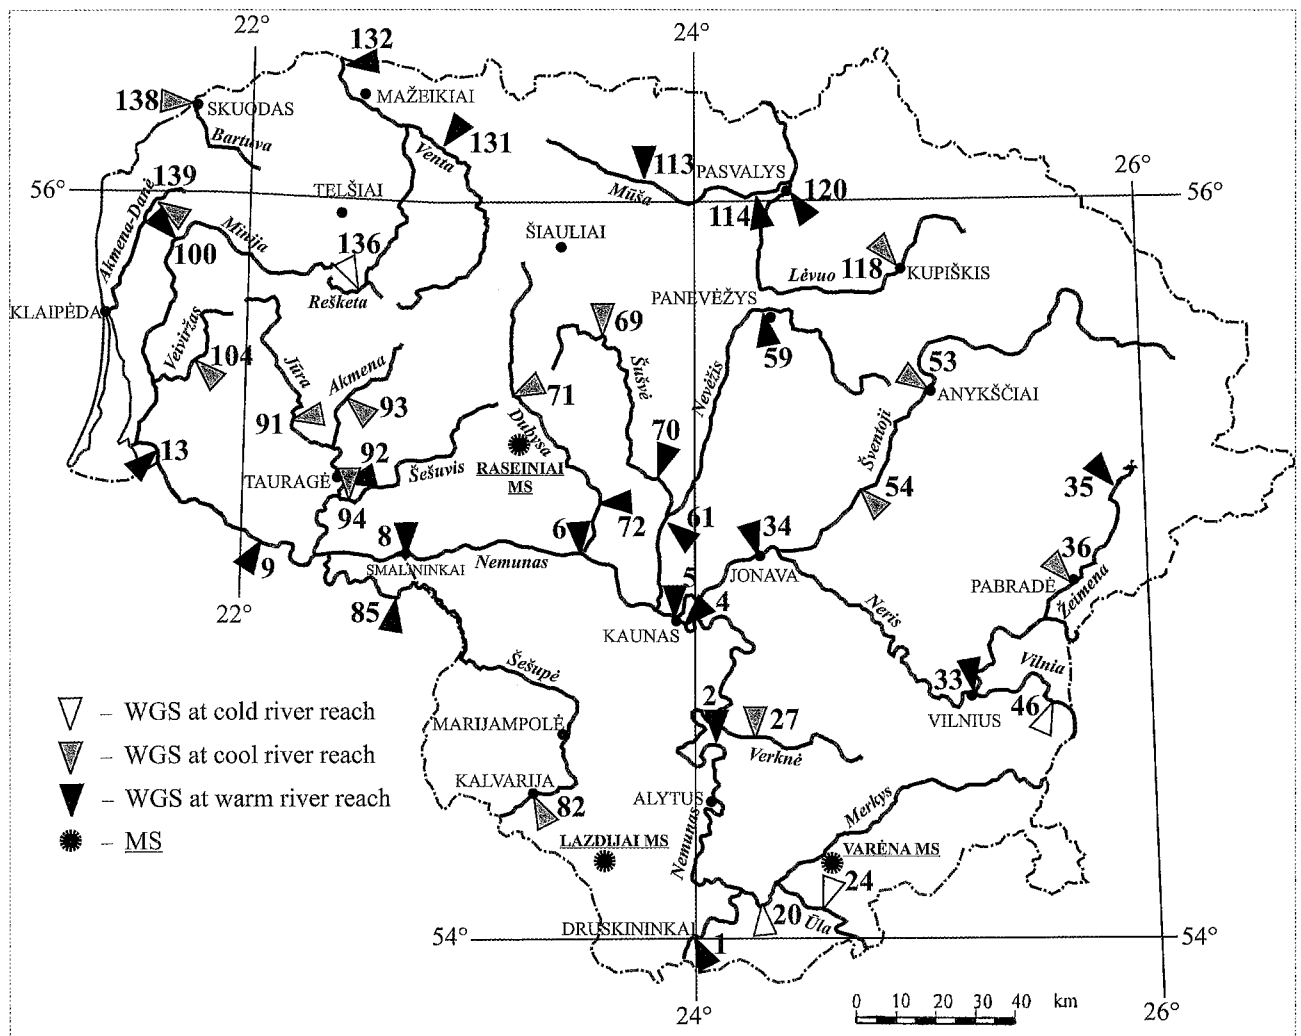 22°
24°
132
138
SKUODAS
MAŽEIKIAI
Bartuva
131
Venta
113
PASVALYS
26°
56°
139
TELŠIAI
Mūša
120
56°
Akmena-Danė
114
100
Minija
ŠIAULIAI
136
118
KUPIŠKIS
Lėvuo
Rešketa
PANEVĖŽYS
KLAIPĖDA
69
Veiviržas
104
59
53
Jūra
Akmena
Šušvė
Nevėžis
71
ANYKŠČIAI
91
93
Dubysa
Šventoji
13
92
70
TAURAGĖ
Šešuvis
RASEINIAI
MS
54
35
94
72
61
8
6
34
9
SMALININKAI
Nemunas
JONAVA
36
PABRADĖ
5
Žeimena
22°
85
4
Neris
KAUNAS
Šešupė
Vilnia
33
2
46
VILNIUS
– WGS at cold river reach
MARIJAMPOLĖ
27
Verknė
– WGS at cool river reach
KALVARIJA
– WGS at warm river reach
82
ALYTUS
Merkys
– MS
LAZDIJAI MS
Nemunas
VARĖNA MS
24
20
Ūla
DRUSKININKAI
54°
1
54°
0 10 20 30 40 km
24°
26°